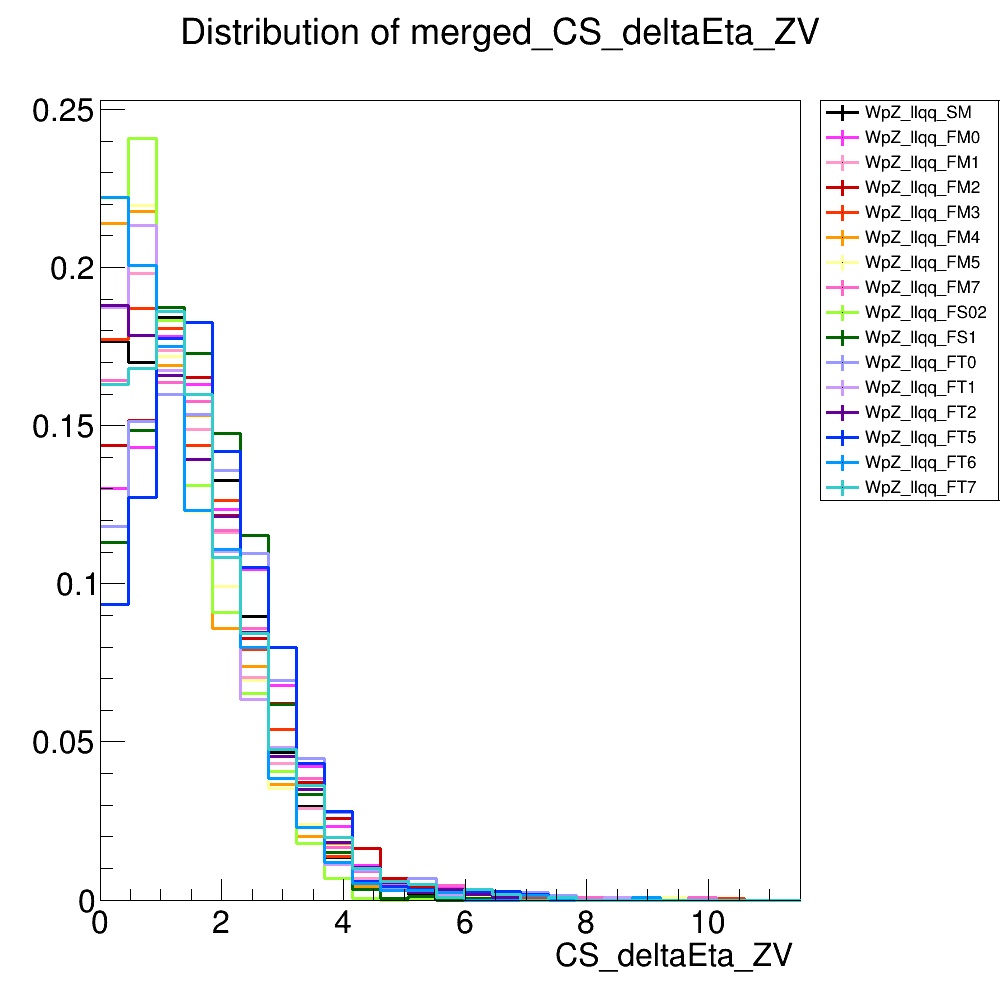 Distribution of merged_CS_deltaEta_ZV
0.25
0.2
0.15
0.1
0.05
0
0 2 4 6 8 10
CS_deltaEta_ZV
WpZ_llqq_SM
WpZ_llqq_FM0
WpZ_llqq_FM1
WpZ_llqq_FM2
WpZ_llqq_FM3
WpZ_llqq_FM4
WpZ_llqq_FM5
WpZ_llqq_FM7
WpZ_llqq_FS02
WpZ_llqq_FS1
WpZ_llqq_FT0
WpZ_llqq_FT1
WpZ_llqq_FT2
WpZ_llqq_FT5
WpZ_llqq_FT6
WpZ_llqq_FT7